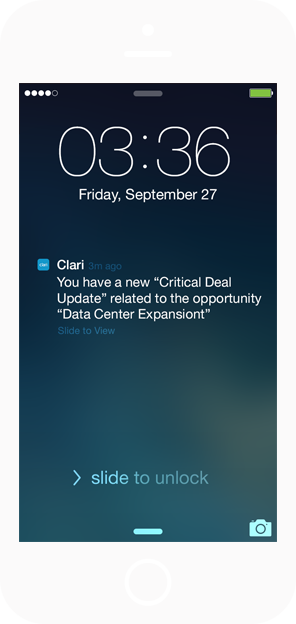 03:36
Friday, September 27
Clari 3m ago
You have a new “Critical Deal
Update” related to the opportunity
“Data Center Expansiont”
Slide to View
slide to unlock